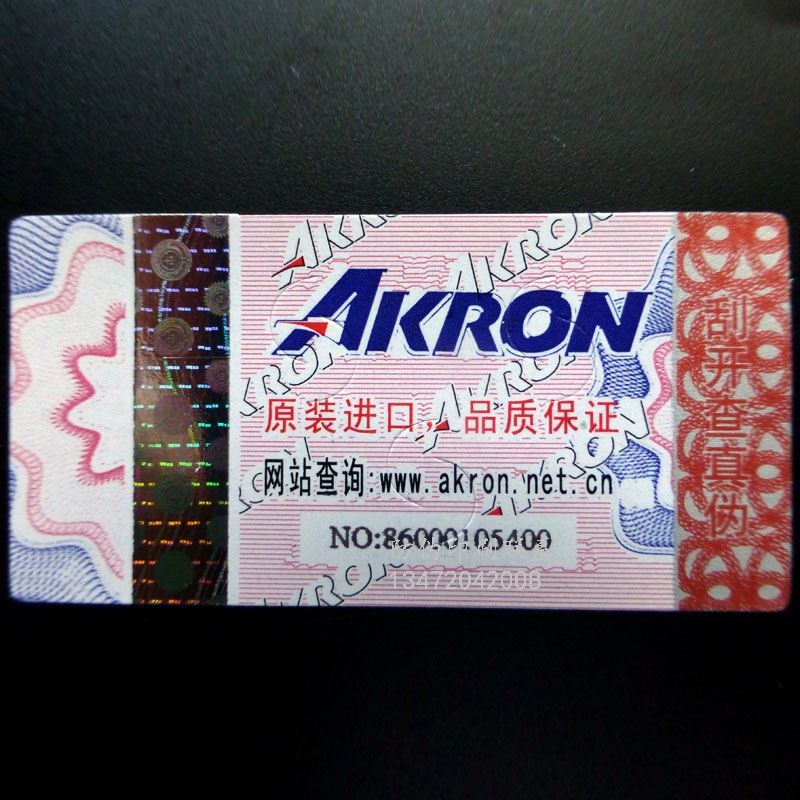 AKRON
原装进口，品质保证
网站查询:www.akron.net.cn
NO:86000105400
13472042008
刮开查真伪